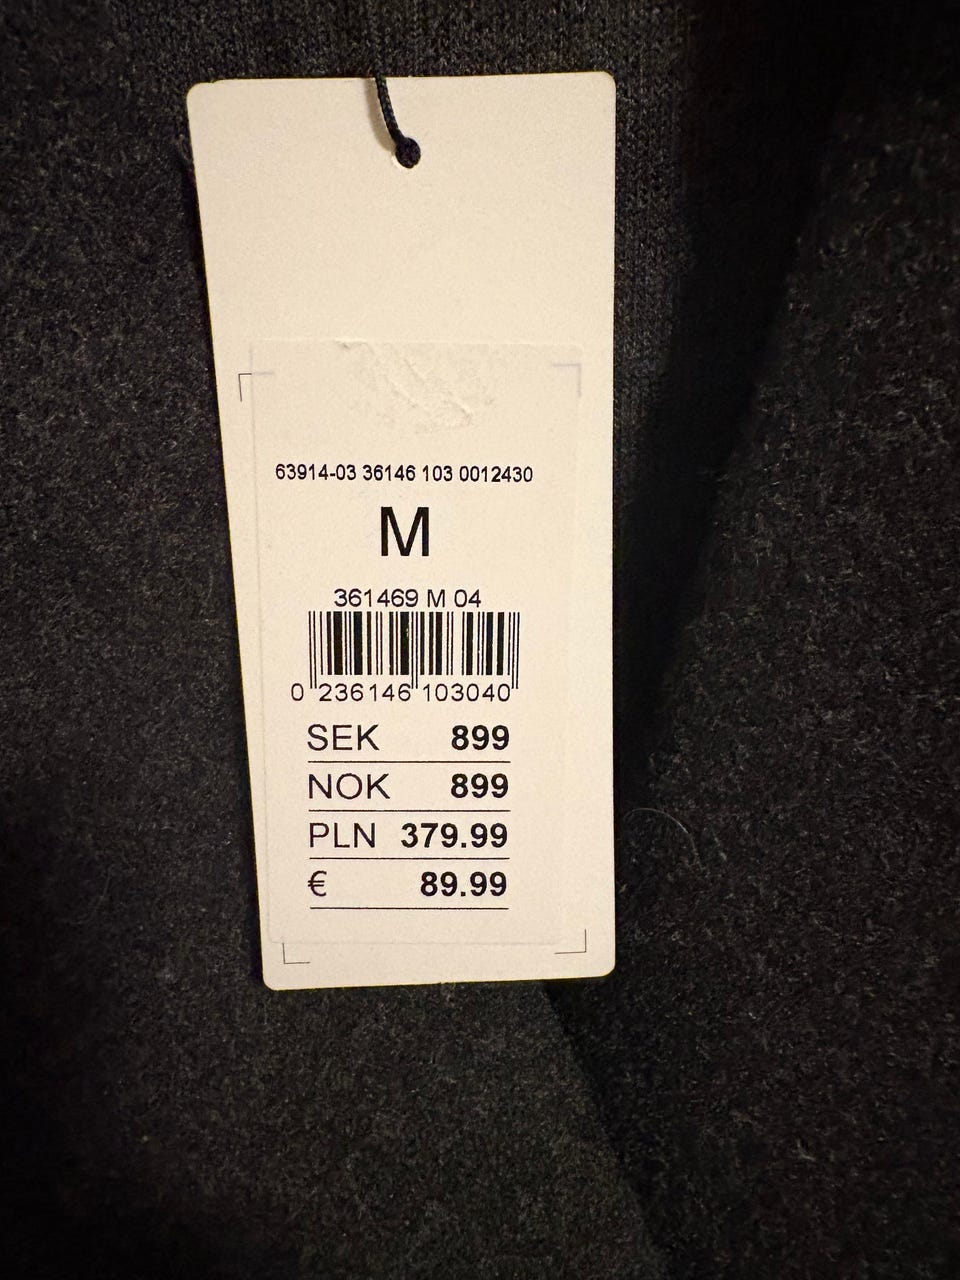 63914-03 36146 103 0012430
M
361469 M 04
0 236146 103040
SEK 899
NOK 899
PLN 379.99
€ 89.99